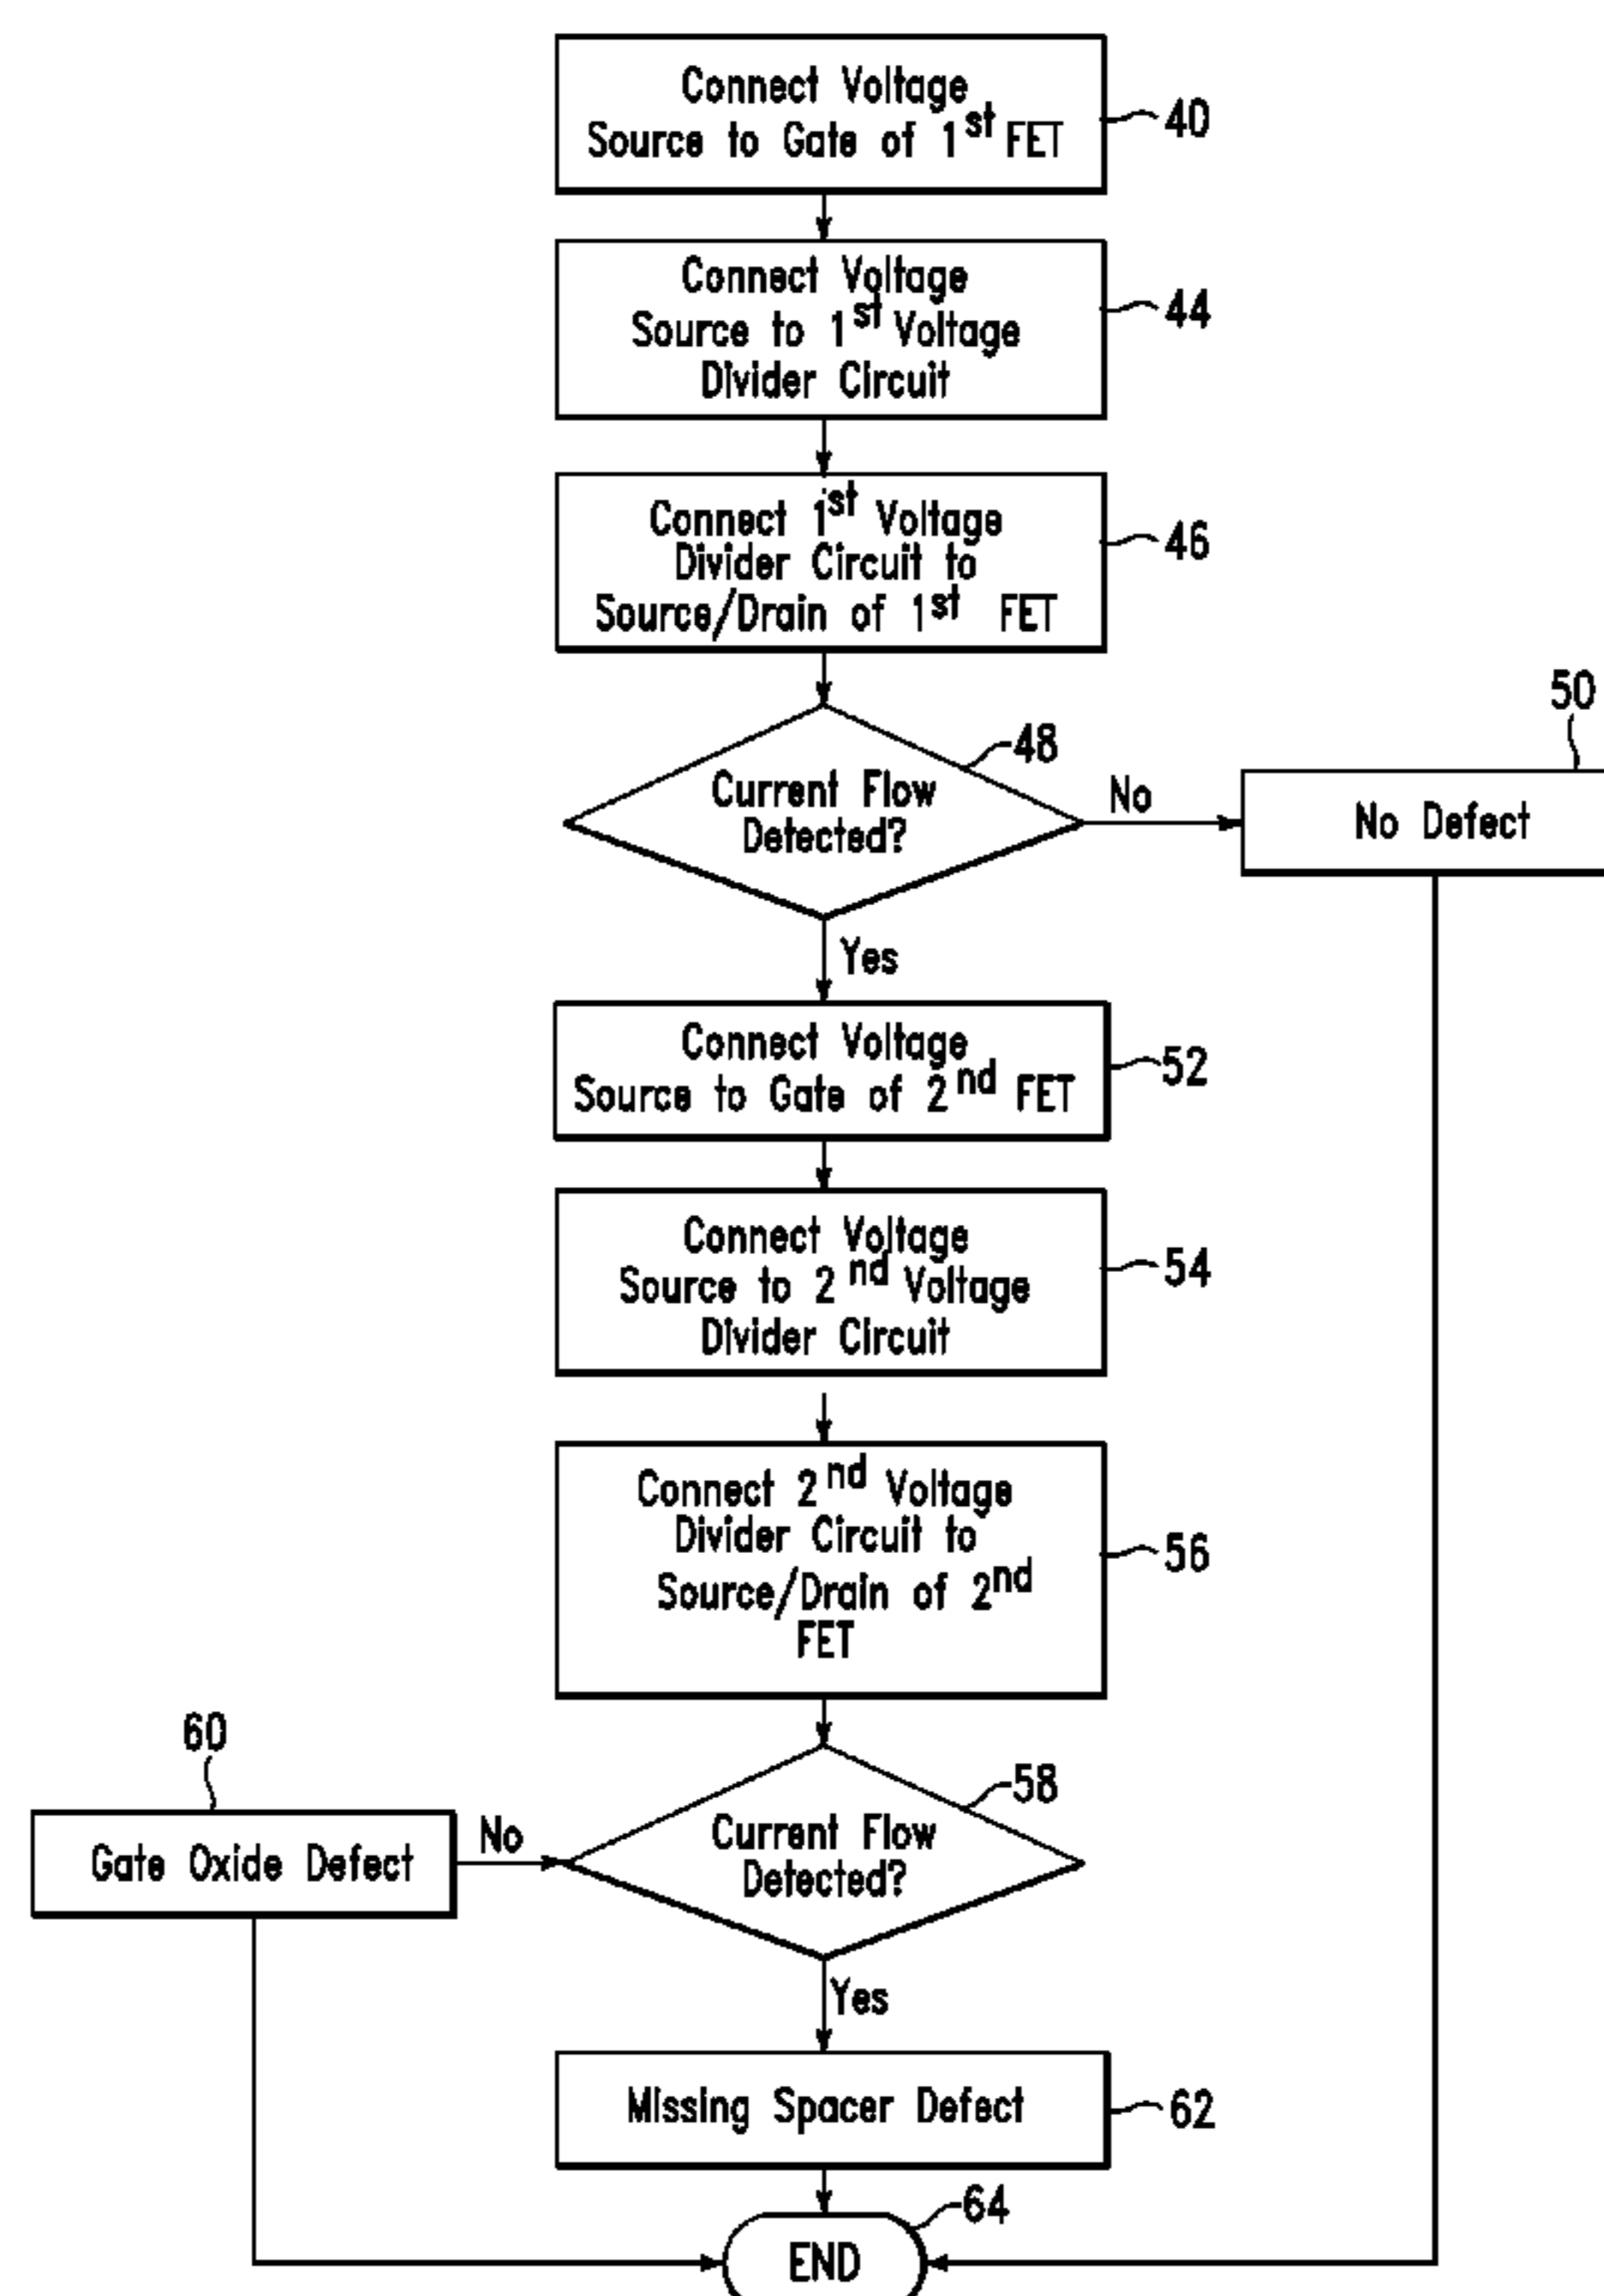 Connect Voltage
Source to Gate of 1st FET
40
Connect Voltage
Source to 1st Voltage
Divider Circuit
44
Connect 1st Voltage
Divider Circuit to
Source/Drain of 1st FET
46
Current Flow
Detected?
48
No
50
No Defect
Yes
Connect Voltage
Source to Gate of 2nd FET
52
Connect Voltage
Source to 2nd Voltage
Divider Circuit
54
Connect 2nd Voltage
Divider Circuit to
Source/Drain of 2nd
FET
56
Current Flow
Detected?
58
No
60
Gate Oxide Defect
Yes
Missing Spacer Defect
62
END
64